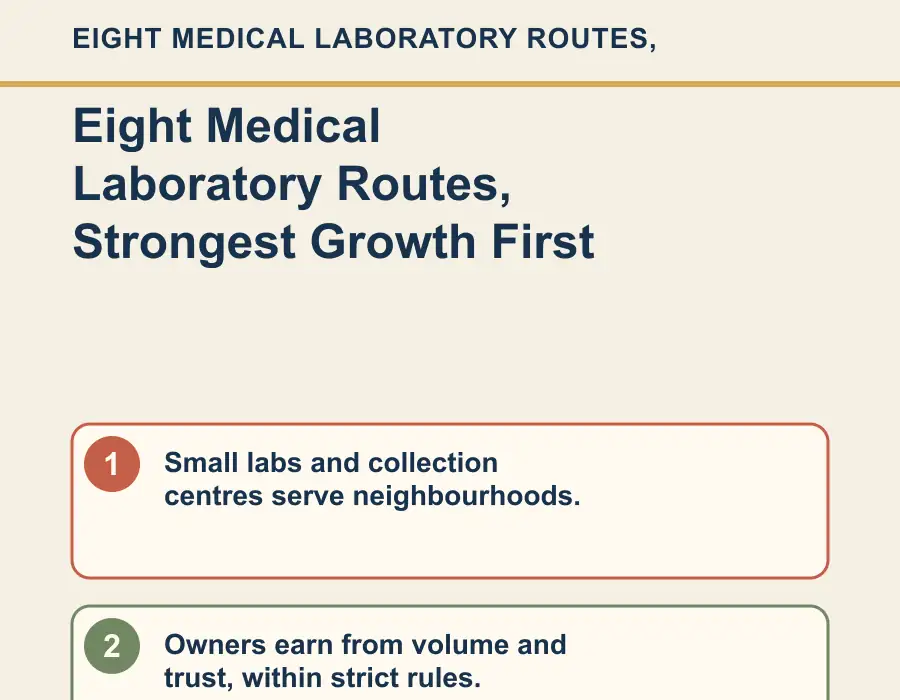 EIGHT MEDICAL LABORATORY ROUTES,
Eight Medical
Laboratory Routes,
Strongest Growth First
1
Small labs and collection
centres serve neighbourhoods.
2
Owners earn from volume and
trust, within strict rules.